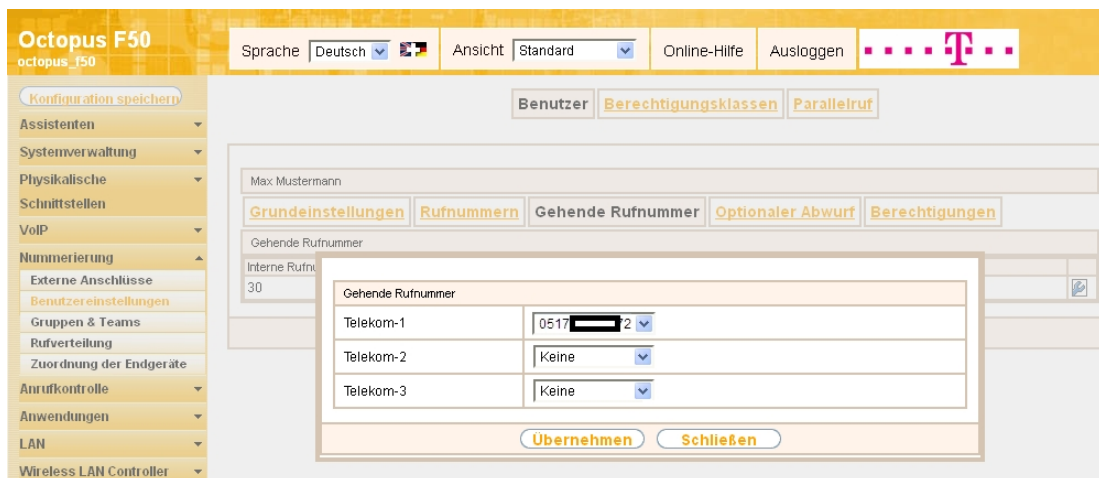 Octopus F50
octopus_f50
Sprache Deutsch Ansicht Standard Online-Hilfe Ausloggen T
Konfiguration speichern
Assistenten
Systemverwaltung
Physikalische
Schnittstellen
VoIP
Nummerierung
Externe Anschlüsse
Benutzereinstellungen
Gruppen & Teams
Rufverteilung
Zuordnung der Endgeräte
Anrufkontrolle
Anwendungen
LAN
Wireless LAN Controller
Benutzer Berechtigungsklassen Parallelruf
Max Mustermann
Grundeinstellungen Rufnummern Gehende Rufnummer Optionaler Abwurf Berechtigungen
Gehende Rufnummer
Interne
30
Gehende Rufnummer
Telekom-1 0517 2
Telekom-2 Keine
Telekom-3 Keine
Übernehmen Schließen